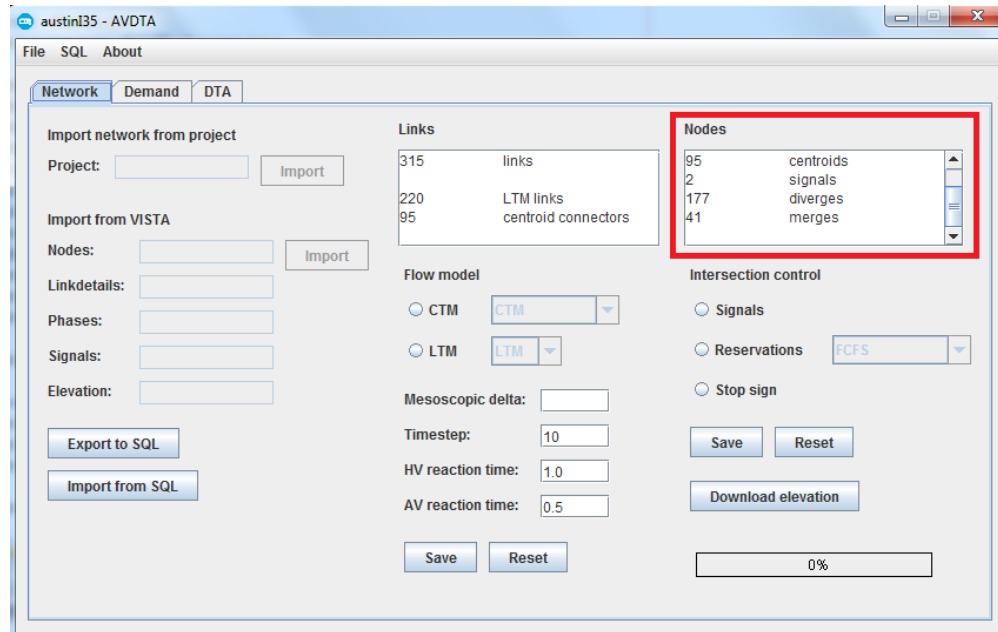 austinI35 - AVDTA
File SQL About
Network Demand DTA
Import network from project
Project:
Import
Import from VISTA
Nodes:
Import
Linkdetails:
Phases:
Signals:
Elevation:
Export to SQL
Import from SQL
Links
315 links
220 LTM links
95 centroid connectors
Flow model
CTM CTM
LTM LTM
Mesoscopic delta:
Timestep: 10
HV reaction time: 1.0
AV reaction time: 0.5
Save Reset
Nodes
95 centroids
2 signals
177 diverges
41 merges
Intersection control
Signals
Reservations FCFS
Stop sign
Save Reset
Download elevation
0%